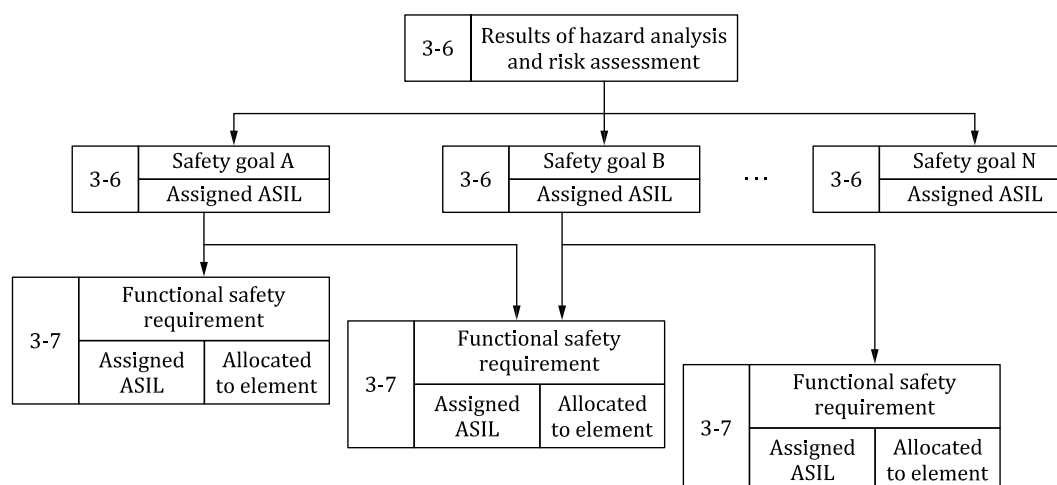 3-6
Results of hazard analysis
and risk assessment
3-6
Safety goal A
Assigned ASIL
3-6
Safety goal B
Assigned ASIL
...
3-6
Safety goal N
Assigned ASIL
3-7
Functional safety
requirement
Assigned
ASIL
Allocated
to element
3-7
Functional safety
requirement
Assigned
ASIL
Allocated
to element
3-7
Functional safety
requirement
Assigned
ASIL
Allocated
to element